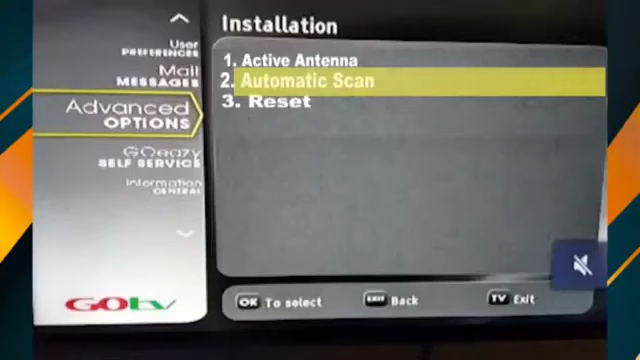 Installation
User
PREFERENCES
1. Active Antenna
Mail
MESSAGES
2. Automatic Scan
Advanced
OPTIONS
3. Reset
GOeazy
SELF SERVICE
Information
CENTRAL
GOtv
OK To select
EXIT Back
TV Exit